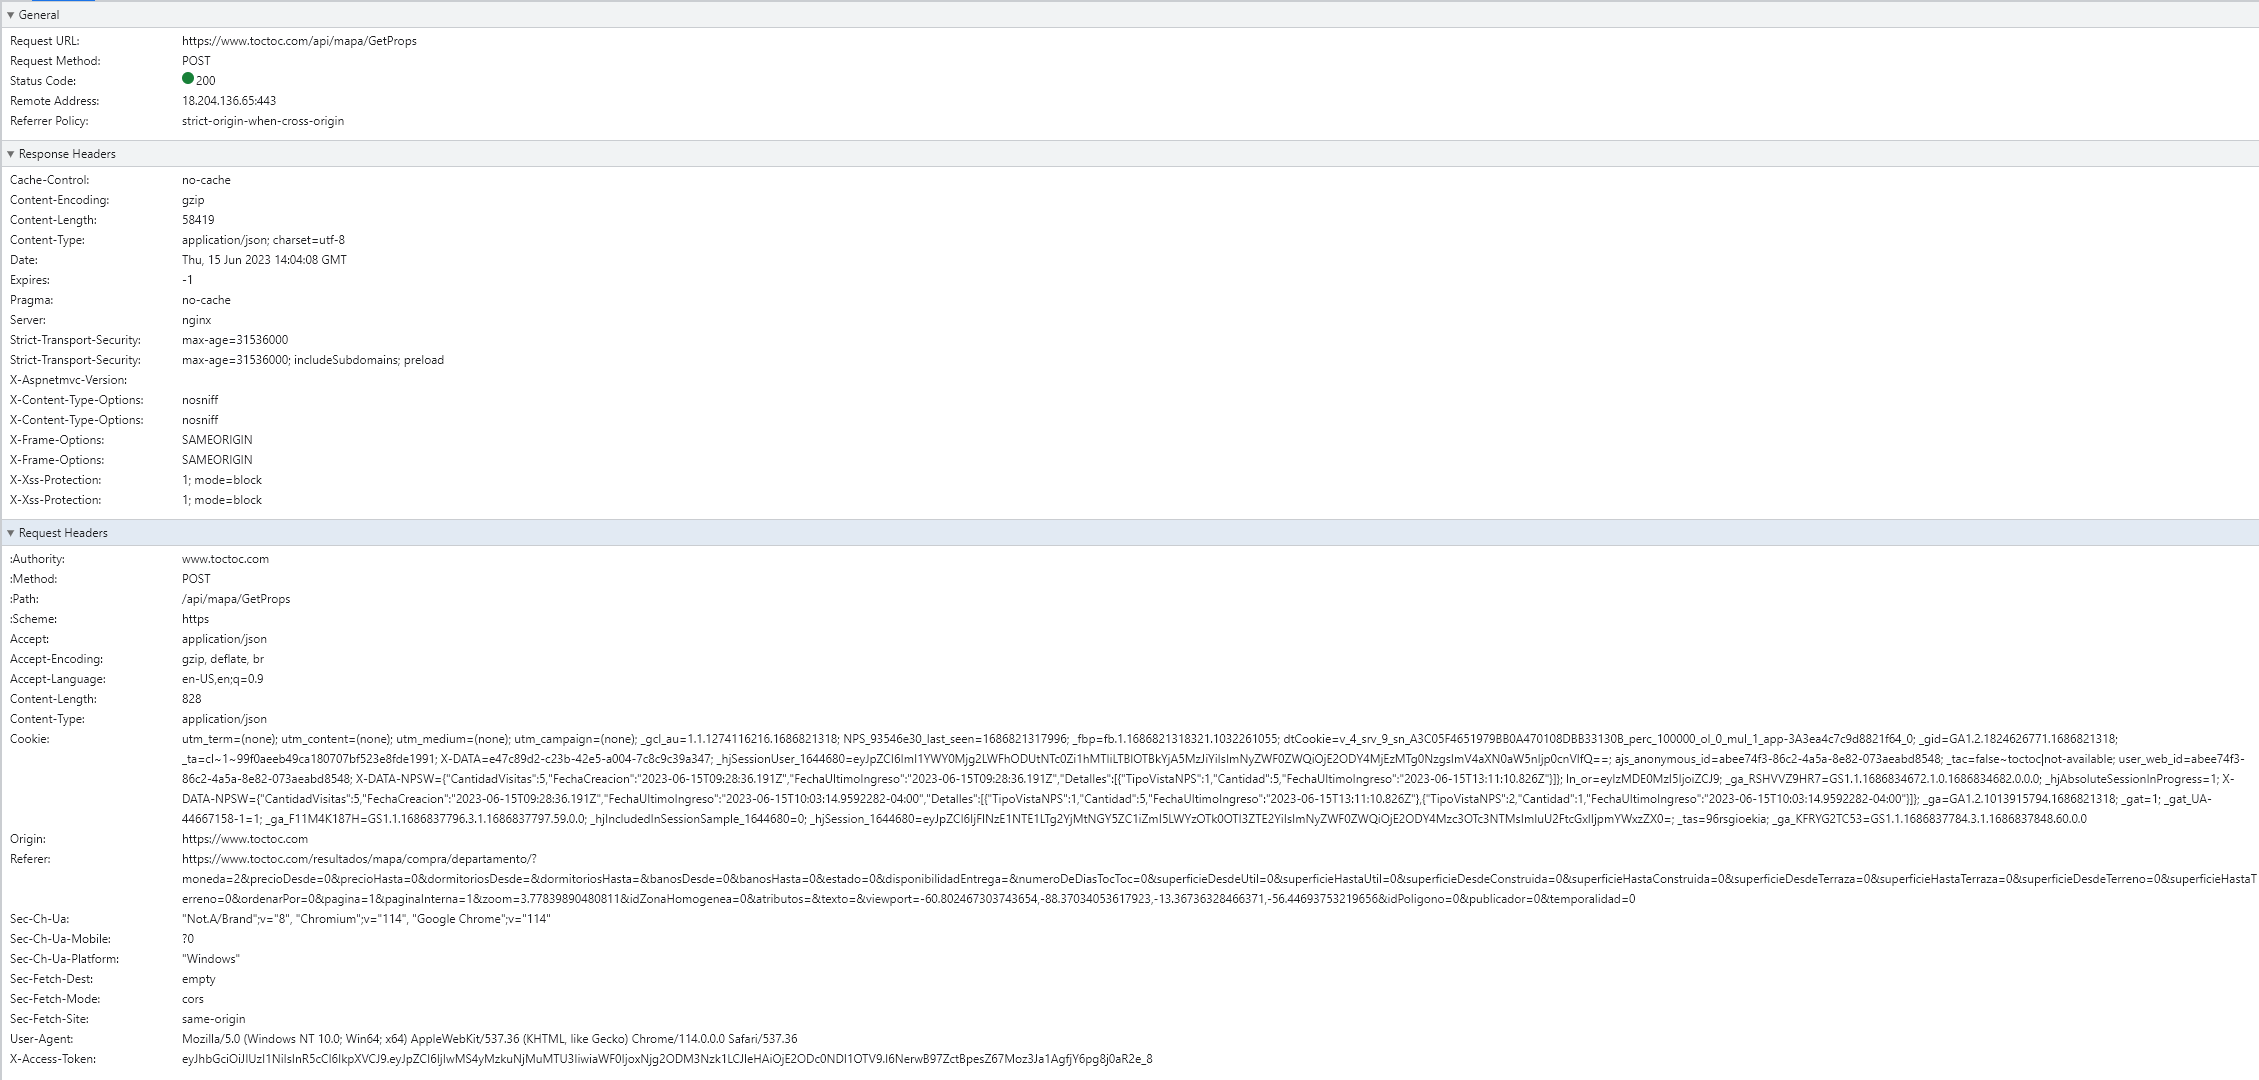 General
Request URL: https://www.toctoc.com/api/mapa/GetProps
Request Method: POST
Status Code: 200
Remote Address: 18.204.136.65:443
Referrer Policy: strict-origin-when-cross-origin
Response Headers
Cache-Control: no-cache
Content-Encoding: gzip
Content-Length: 58419
Content-Type: application/json; charset=utf-8
Date: Thu, 15 Jun 2023 14:04:08 GMT
Expires: -1
Pragma: no-cache
Server: nginx
Strict-Transport-Security: max-age=31536000
Strict-Transport-Security: max-age=31536000; includeSubdomains; preload
X-Aspnetmvc-Version:
X-Content-Type-Options: nosniff
X-Content-Type-Options: nosniff
X-Frame-Options: SAMEORIGIN
X-Frame-Options: SAMEORIGIN
X-Xss-Protection: 1; mode=block
X-Xss-Protection: 1; mode=block
Request Headers
:Authority: www.toctoc.com
:Method: POST
:Path: /api/mapa/GetProps
:Scheme: https
Accept: application/json
Accept-Encoding: gzip, deflate, br
Accept-Language: en-US,en;q=0.9
Content-Length: 828
Content-Type: application/json
Cookie: utm_term=(none); utm_content=(none); utm_medium=(none); utm_campaign=(none); _gcl_au=1.1.1274116216.1686821318; NPS_93546e30_last_seen=1686821317996; _fbp=fb.1.1686821318321.1032261055; dtCookie=v_4_srv_9_sn_A3C05F4651979BB0A470108DBB33130B_perc_100000_ol_0_mul_1_app-3A3ea4c7c9d8821f64_0; _gid=GA1.2.1824626771.1686821318;
_ta=cl~1~99f0aeeb49ca180707bf523e8fde1991; X-DATA=e47c89d2-c23b-42e5-a004-7c8c9c39a347; ajs_anonymous_id=abee74f3-86c2-4a5a-8e82-073aeabd8548; _tac=false~toctoc|not-available; user_web_id=abee74f3-
86c2-4a5a-8e82-073aeabd8548; X-DATA-NPSW={"CantidadVisitas":5,"FechaCreacion":"2023-06-15T09:28:36.191Z","FechaUltimoIngreso":"2023-06-15T09:28:36.191Z","Detalles":[{"TipoVistaNPS":1,"Cantidad":5,"FechaUltimoIngreso":"2023-06-15T13:11:10.826Z"}]}; _ga_RSHVVZ9HR7=GS1.1.1686834672.1.0.1686834682.0.0.0; _hjAbsoluteSessionInProgress=1; X-
DATA-NPSW={"CantidadVisitas":5,"FechaCreacion":"2023-06-15T09:28:36.191Z","FechaUltimoIngreso":"2023-06-15T10:03:14.9592282-04:00","Detalles":[{"TipoVistaNPS":1,"Cantidad":5,"FechaUltimoIngreso":"2023-06-15T13:11:10.826Z"},{"TipoVistaNPS":2,"Cantidad":1,"FechaUltimoIngreso":"2023-06-15T10:03:14.9592282-04:00"}]}; _ga=GA1.2.1013915794.1686821318; _gat=1; _gat_UA-
44667158-1=1; _ga_F11M4K187H=GS1.1.1686837796.3.1.1686837797.59.0.0; _hjIncludedInSessionSample_1644680=0; _tas=96rsgioekia; _ga_KFRYG2TC53=GS1.1.1686837784.3.1.1686837848.60.0.0
Origin: https://www.toctoc.com
Referer: https://www.toctoc.com/resultados/mapa/compra/departamento/?
moneda=2&precioDesde=0&precioHasta=0&dormitoriosDesde=&dormitoriosHasta=&banosDesde=0&banosHasta=0&estado=0&disponibilidadEntrega=&numeroDeDiasTocToc=0&superficieDesdeUtil=0&superficieHastaUtil=0&superficieDesdeConstruida=0&superficieHastaConstruida=0&superficieDesdeTerraza=0&superficieHastaTerraza=0&superficieDesdeTerreno=0&superficieHastaT
erreno=0&ordenarPor=0&pagina=1&paginaInterna=1&zoom=3.77839890480811&idZonaHomogenea=0&atributos=&texto=&viewport=-60.802467303743654,-88.37034053617923,-13.36736328466371,-56.44693753219656&idPoligono=0&publicador=0&temporalidad=0
Sec-Ch-Ua: "Not.A/Brand";v="8", "Chromium";v="114", "Google Chrome";v="114"
Sec-Ch-Ua-Mobile: ?0
Sec-Ch-Ua-Platform: "Windows"
Sec-Fetch-Dest: empty
Sec-Fetch-Mode: cors
Sec-Fetch-Site: same-origin
User-Agent: Mozilla/5.0 (Windows NT 10.0; Win64; x64) AppleWebKit/537.36 (KHTML, like Gecko) Chrome/114.0.0.0 Safari/537.36
X-Access-Token: